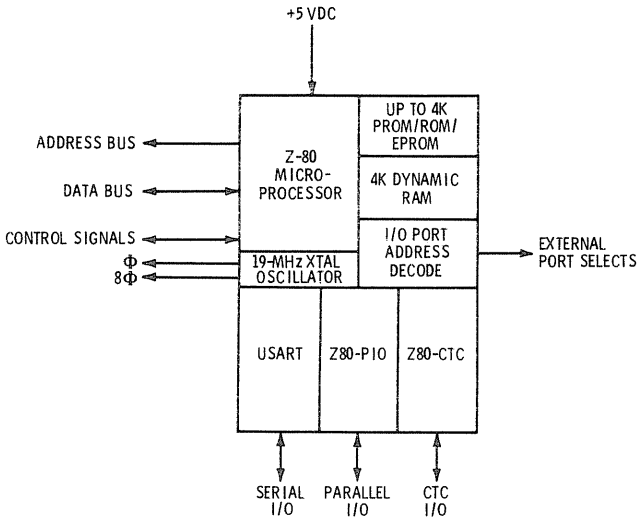 +5 VDC
UP TO 4K
PROM/ROM/
EPROM
ADDRESS BUS
Z-80
MICRO-
PROCESSOR
DATA BUS
4K DYNAMIC
RAM
CONTROL SIGNALS
I/O PORT
ADDRESS
DECODE
EXTERNAL
PORT SELECTS
Φ
8Φ
19-MHz XTAL
OSCILLATOR
USART
Z80-PIO
Z80-CTC
SERIAL
I/O
PARALLEL
I/O
CTC
I/O